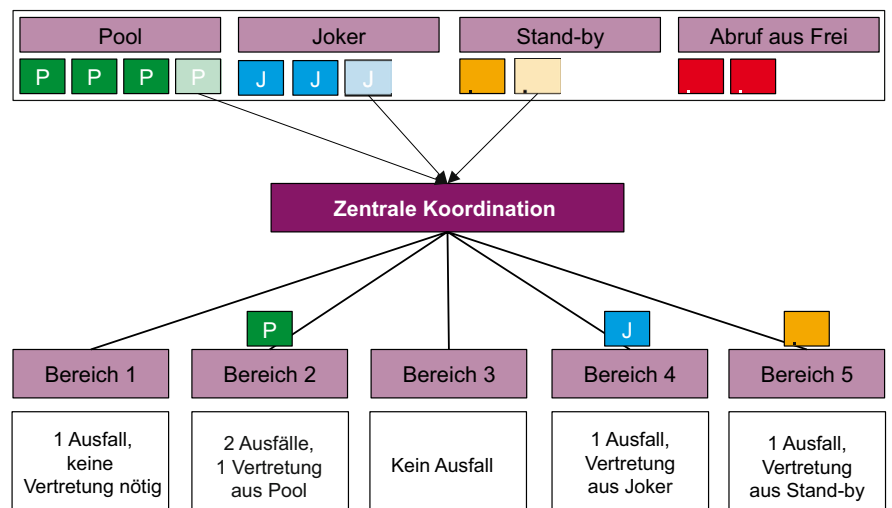 Pool
Joker
Stand-by
Abruf aus Frei
P P P P
J J J
. .
. .
Zentrale Koordination
P
J
.
Bereich 1
Bereich 2
Bereich 3
Bereich 4
Bereich 5
1 Ausfall,
keine
Vertretung nötig
2 Ausfälle,
1 Vertretung
aus Pool
Kein Ausfall
1 Ausfall,
Vertretung
aus Joker
1 Ausfall,
Vertretung
aus Stand-by